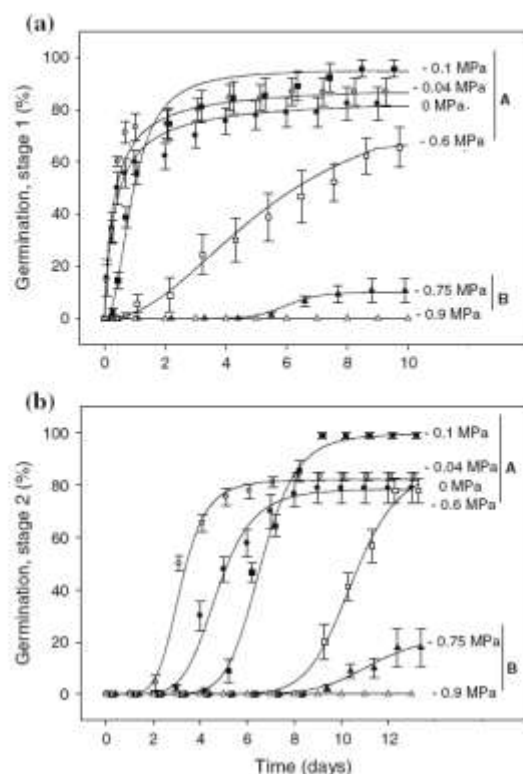 (a)
Germination, stage 1 (%)
100
80
60
40
20
0
0 2 4 6 8 10
- 0.1 MPa
- 0.04 MPa
0 MPa
- 0.6 MPa
- 0.75 MPa
- 0.9 MPa
A
B
(b)
Germination, stage 2 (%)
100
80
60
40
20
0
0 2 4 6 8 10 12
- 0.1 MPa
- 0.04 MPa
0 MPa
- 0.6 MPa
- 0.75 MPa
- 0.9 MPa
A
B
Time (days)